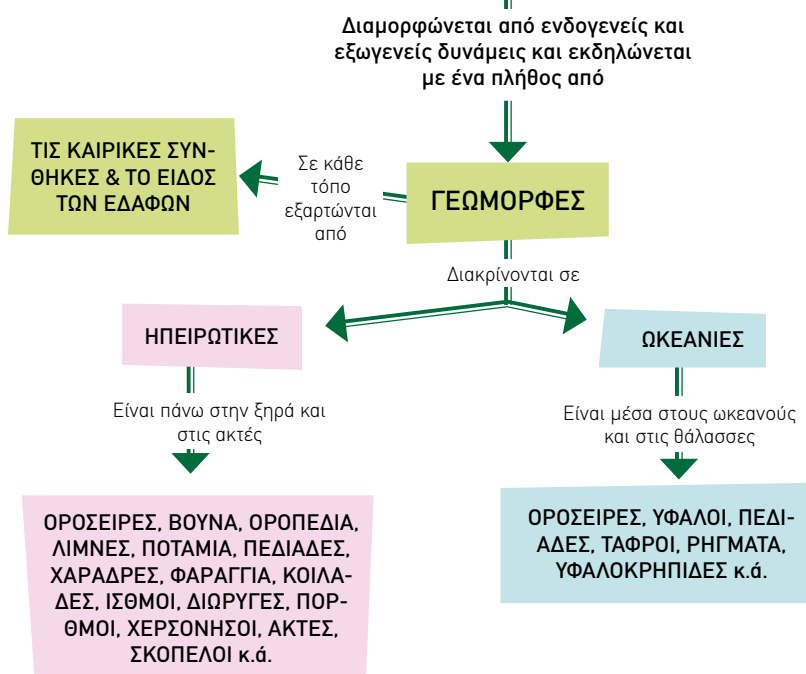 Διαμορφώνεται από ενδογενείς και
εξωγενείς δυνάμεις και εκδηλώνεται
με ένα πλήθος από
ΤΙΣ ΚΑΙΡΙΚΕΣ ΣΥΝ-
ΘΗΚΕΣ & ΤΟ ΕΙΔΟΣ
ΤΩΝ ΕΔΑΦΩΝ
Σε κάθε
τόπο
εξαρτώνται
από
ΓΕΩΜΟΡΦΕΣ
Διακρίνονται σε
ΗΠΕΙΡΩΤΙΚΕΣ
ΩΚΕΑΝΙΕΣ
Είναι πάνω στην ξηρά και
στις ακτές
Είναι μέσα στους ωκεανούς
και στις θάλασσες
ΟΡΟΣΕΙΡΕΣ, ΒΟΥΝΑ, ΟΡΟΠΕΔΙΑ,
ΛΙΜΝΕΣ, ΠΟΤΑΜΙΑ, ΠΕΔΙΑΔΕΣ,
ΧΑΡΑΔΡΕΣ, ΦΑΡΑΓΓΙΑ, ΚΟΙΛΑ-
ΔΕΣ, ΙΣΘΜΟΙ, ΔΙΩΡΥΓΕΣ, ΠΟΡ-
ΘΜΟΙ, ΧΕΡΣΟΝΗΣΟΙ, ΑΚΤΕΣ,
ΣΚΟΠΕΛΟΙ κ.ά.
ΟΡΟΣΕΙΡΕΣ, ΥΦΑΛΟΙ, ΠΕΔΙ-
ΑΔΕΣ, ΤΑΦΡΟΙ, ΡΗΓΜΑΤΑ,
ΥΦΑΛΟΚΡΗΠΙΔΕΣ κ.ά.